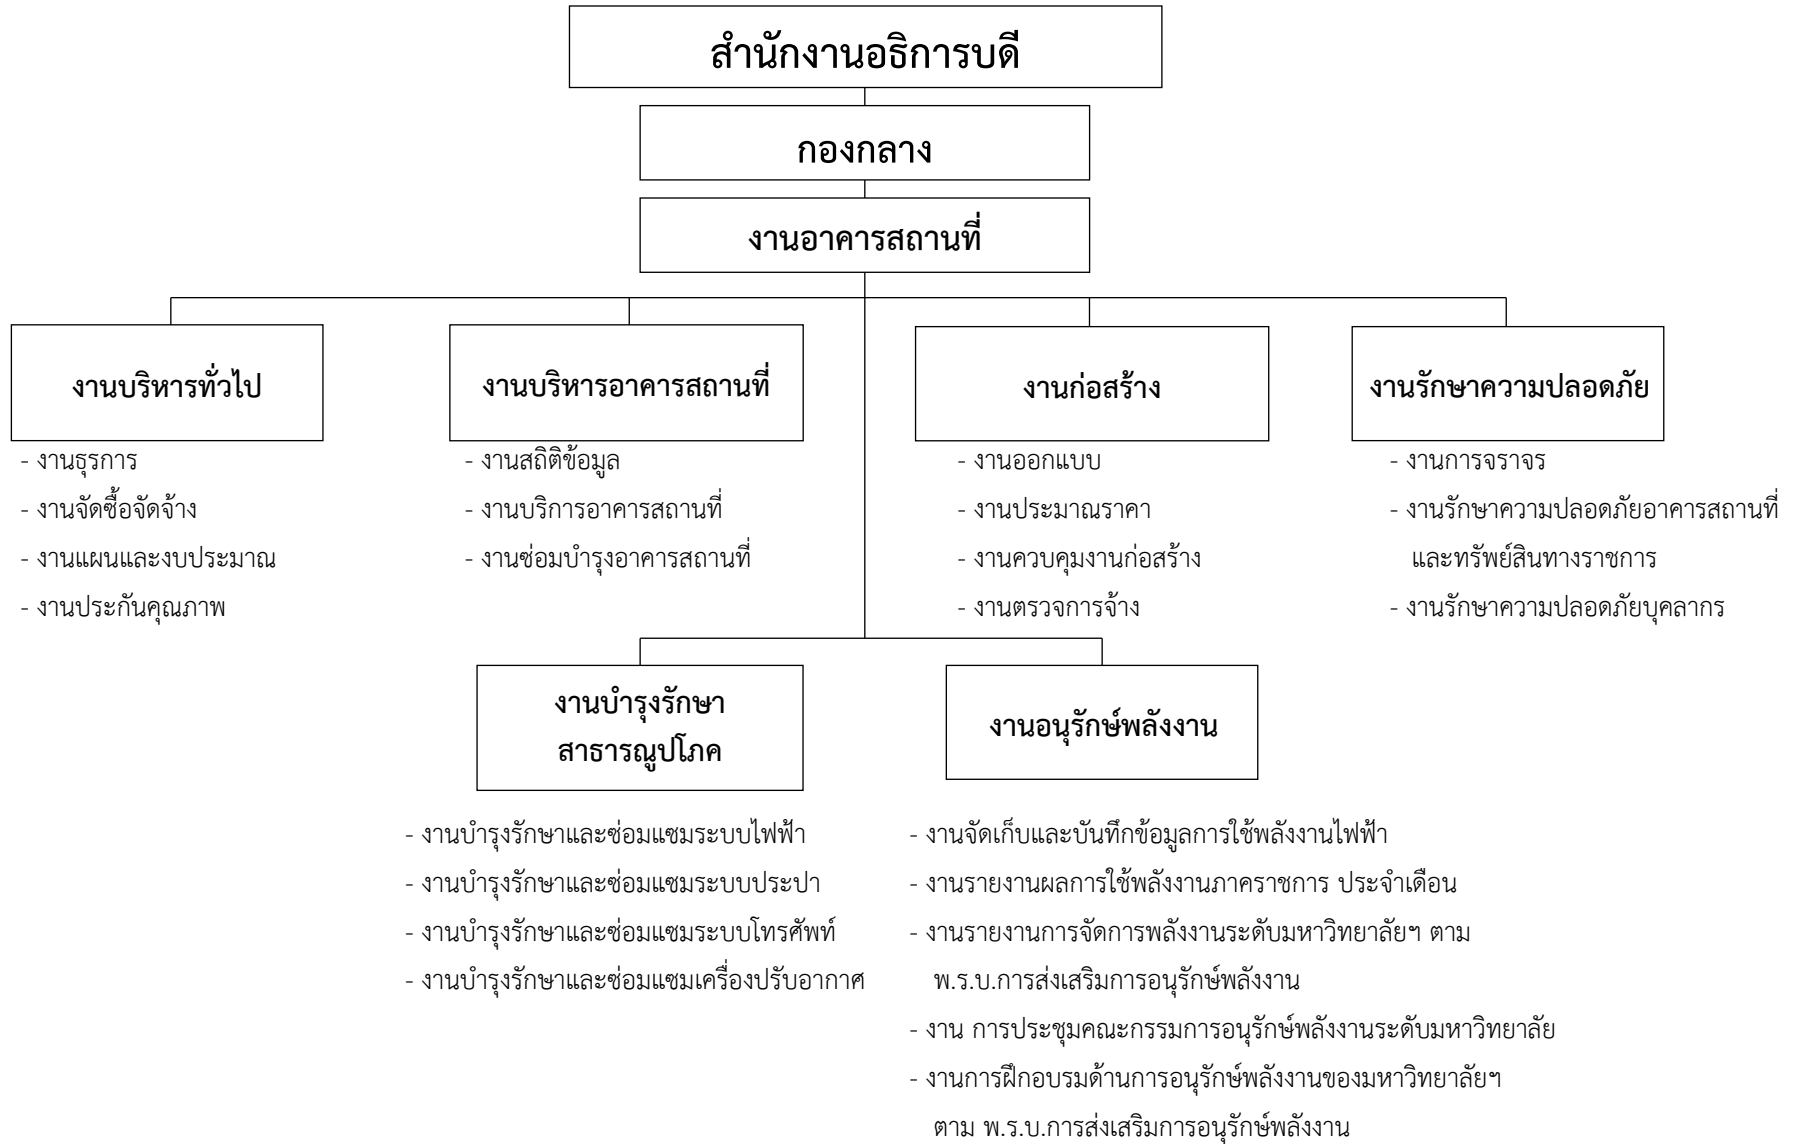 สำนักงานอธิการบดี
กองกลาง
งานอาคารสถานที่
งานบริหารทั่วไป
- งานธุรการ
- งานจัดซื้อจัดจ้าง
- งานแผนและงบประมาณ
- งานประกันคุณภาพ
งานบริหารอาคารสถานที่
- งานสถิติข้อมูล
- งานบริการอาคารสถานที่
- งานซ่อมบำรุงอาคารสถานที่
งานก่อสร้าง
- งานออกแบบ
- งานประมาณราคา
- งานควบคุมงานก่อสร้าง
- งานตรวจการจ้าง
งานรักษาความปลอดภัย
- งานการจราจร
- งานรักษาความปลอดภัยอาคารสถานที่
และทรัพย์สินทางราชการ
- งานรักษาความปลอดภัยบุคลากร
งานบำรุงรักษา
สาธารณูปโภค
- งานบำรุงรักษาและซ่อมแซมระบบไฟฟ้า
- งานบำรุงรักษาและซ่อมแซมระบบประปา
- งานบำรุงรักษาและซ่อมแซมระบบโทรศัพท์
- งานบำรุงรักษาและซ่อมแซมเครื่องปรับอากาศ
งานอนุรักษ์พลังงาน
- งานจัดเก็บและบันทึกข้อมูลการใช้พลังงานไฟฟ้า
- งานรายงานผลการใช้พลังงานภาคราชการ ประจำเดือน
- งานรายงานการจัดการพลังงานระดับมหาวิทยาลัยฯ ตาม
พ.ร.บ.การส่งเสริมการอนุรักษ์พลังงาน
- งาน การประชุมคณะกรรมการอนุรักษ์พลังงานระดับมหาวิทยาลัย
- งานการฝึกอบรมด้านการอนุรักษ์พลังงานของมหาวิทยาลัยฯ
ตาม พ.ร.บ.การส่งเสริมการอนุรักษ์พลังงาน